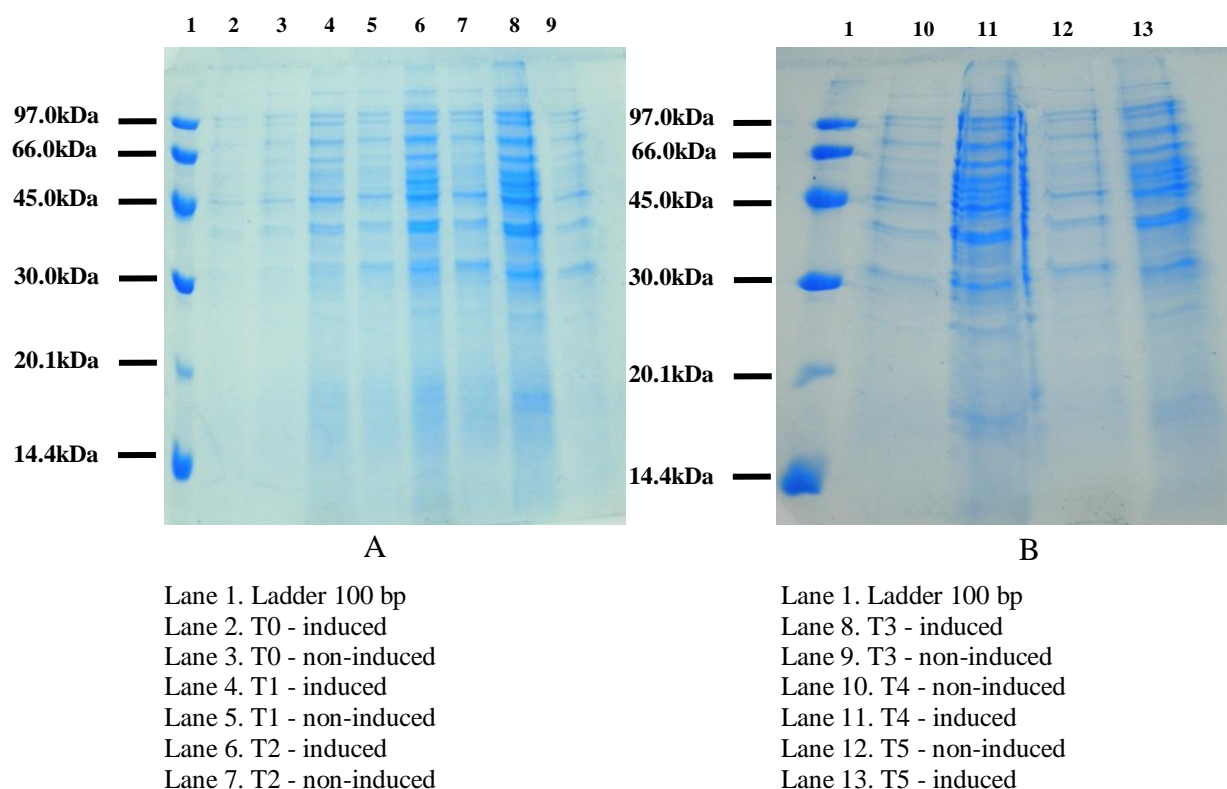 1 2 3 4 5 6 7 8 9
97.0kDa
66.0kDa
45.0kDa
30.0kDa
20.1kDa
14.4kDa
A
Lane 1. Ladder 100 bp
Lane 2. T0 - induced
Lane 3. T0 - non-induced
Lane 4. T1 - induced
Lane 5. T1 - non-induced
Lane 6. T2 - induced
Lane 7. T2 - non-induced
1 10 11 12 13
97.0kDa
66.0kDa
45.0kDa
30.0kDa
20.1kDa
14.4kDa
B
Lane 1. Ladder 100 bp
Lane 8. T3 - induced
Lane 9. T3 - non-induced
Lane 10. T4 - non-induced
Lane 11. T4 - induced
Lane 12. T5 - non-induced
Lane 13. T5 - induced